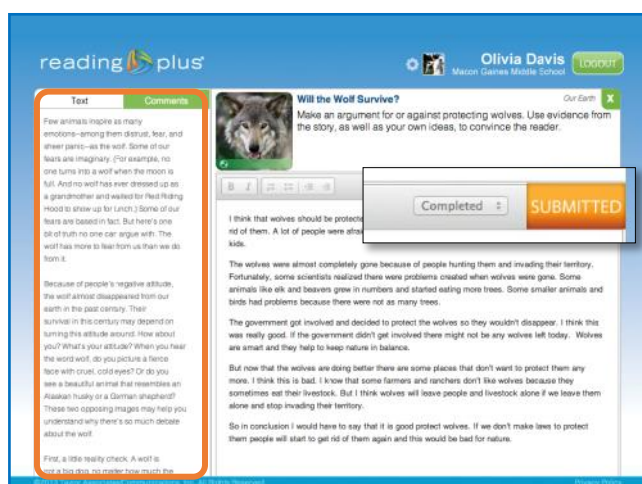 reading plus
Olivia Davis
Macon Gaines Middle School
LOGOUT
Text
Comments
Few animals inspire as many
emotions–among them distrust, fear, and
sheer panic–as the wolf. Some of our
fears are imaginary. (For example, no
one turns into a wolf when the moon is
full. And no wolf has ever dressed up as
a grandmother and waited for Red Riding
Hood to show up for lunch.) Some of our
fears are based in fact. But here's one
bit of truth no one can argue with. The
wolf has more to fear from us than we do
from it.
Because of people's negative attitude,
the wolf almost disappeared from our
earth in the past century. Their
survival in this century may depend on
turning this attitude around. How about
you? What's your attitude? When you hear
the word wolf, do you picture a fierce
face with cruel, cold eyes? Or do you
see a beautiful animal that resembles an
Alaskan husky or a German shepherd?
These two opposing images may help you
understand why there's so much debate
about the wolf.
First, a little reality check. A wolf is
not a big dog, no matter how much the
Will the Wolf Survive?
Our Earth
X
Make an argument for or against protecting wolves. Use evidence from
the story, as well as your own ideas, to convince the reader.
B I
Completed
SUBMITTED
I think that wolves should be protecte
rid of them. A lot of people were afrai
kids.
The wolves were almost completely gone because of people hunting them and invading their territory.
Fortunately, some scientists realized there were problems created when wolves were gone. Some
animals like elk and beavers grew in numbers and started eating more trees. Some smaller animals and
birds had problems because there were not as many trees.
The government got involved and decided to protect the wolves so they wouldn't disappear. I think this
was really good. If the government didn't get involved there might not be any wolves left today. Wolves
are smart and they help to keep nature in balance.
But now that the wolves are doing better there are some places that don't want to protect them any
more. I think this is bad. I know that some farmers and ranchers don't like wolves because they
sometimes eat their livestock. But I think wolves will leave people and livestock alone if we leave them
alone and stop invading their territory.
So in conclusion I would have to say that it is good protect wolves. If we don't make laws to protect
them people will start to get rid of them again and this would be bad for nature.
All Rights Reserved
Privacy Policy